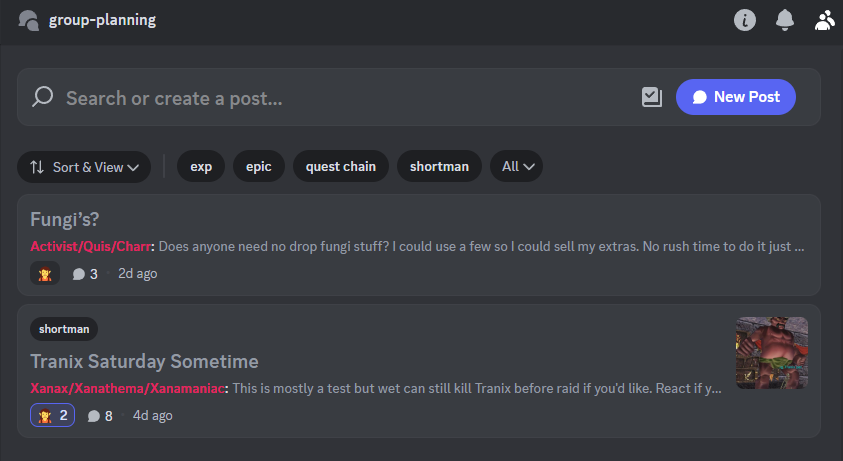 group-planning
Search or create a post...
New Post
Sort & View
exp
epic
quest chain
shortman
All
Fungi's?
Activist/Quis/Charr: Does anyone need no drop fungi stuff? I could use a few so I could sell my extras. No rush time to do it just ...
3 · 2d ago
shortman
Tranix Saturday Sometime
Xanax/Xanathema/Xanamaniac: This is mostly a test but wet can still kill Tranix before raid if you'd like. React if y...
2 8 · 4d ago